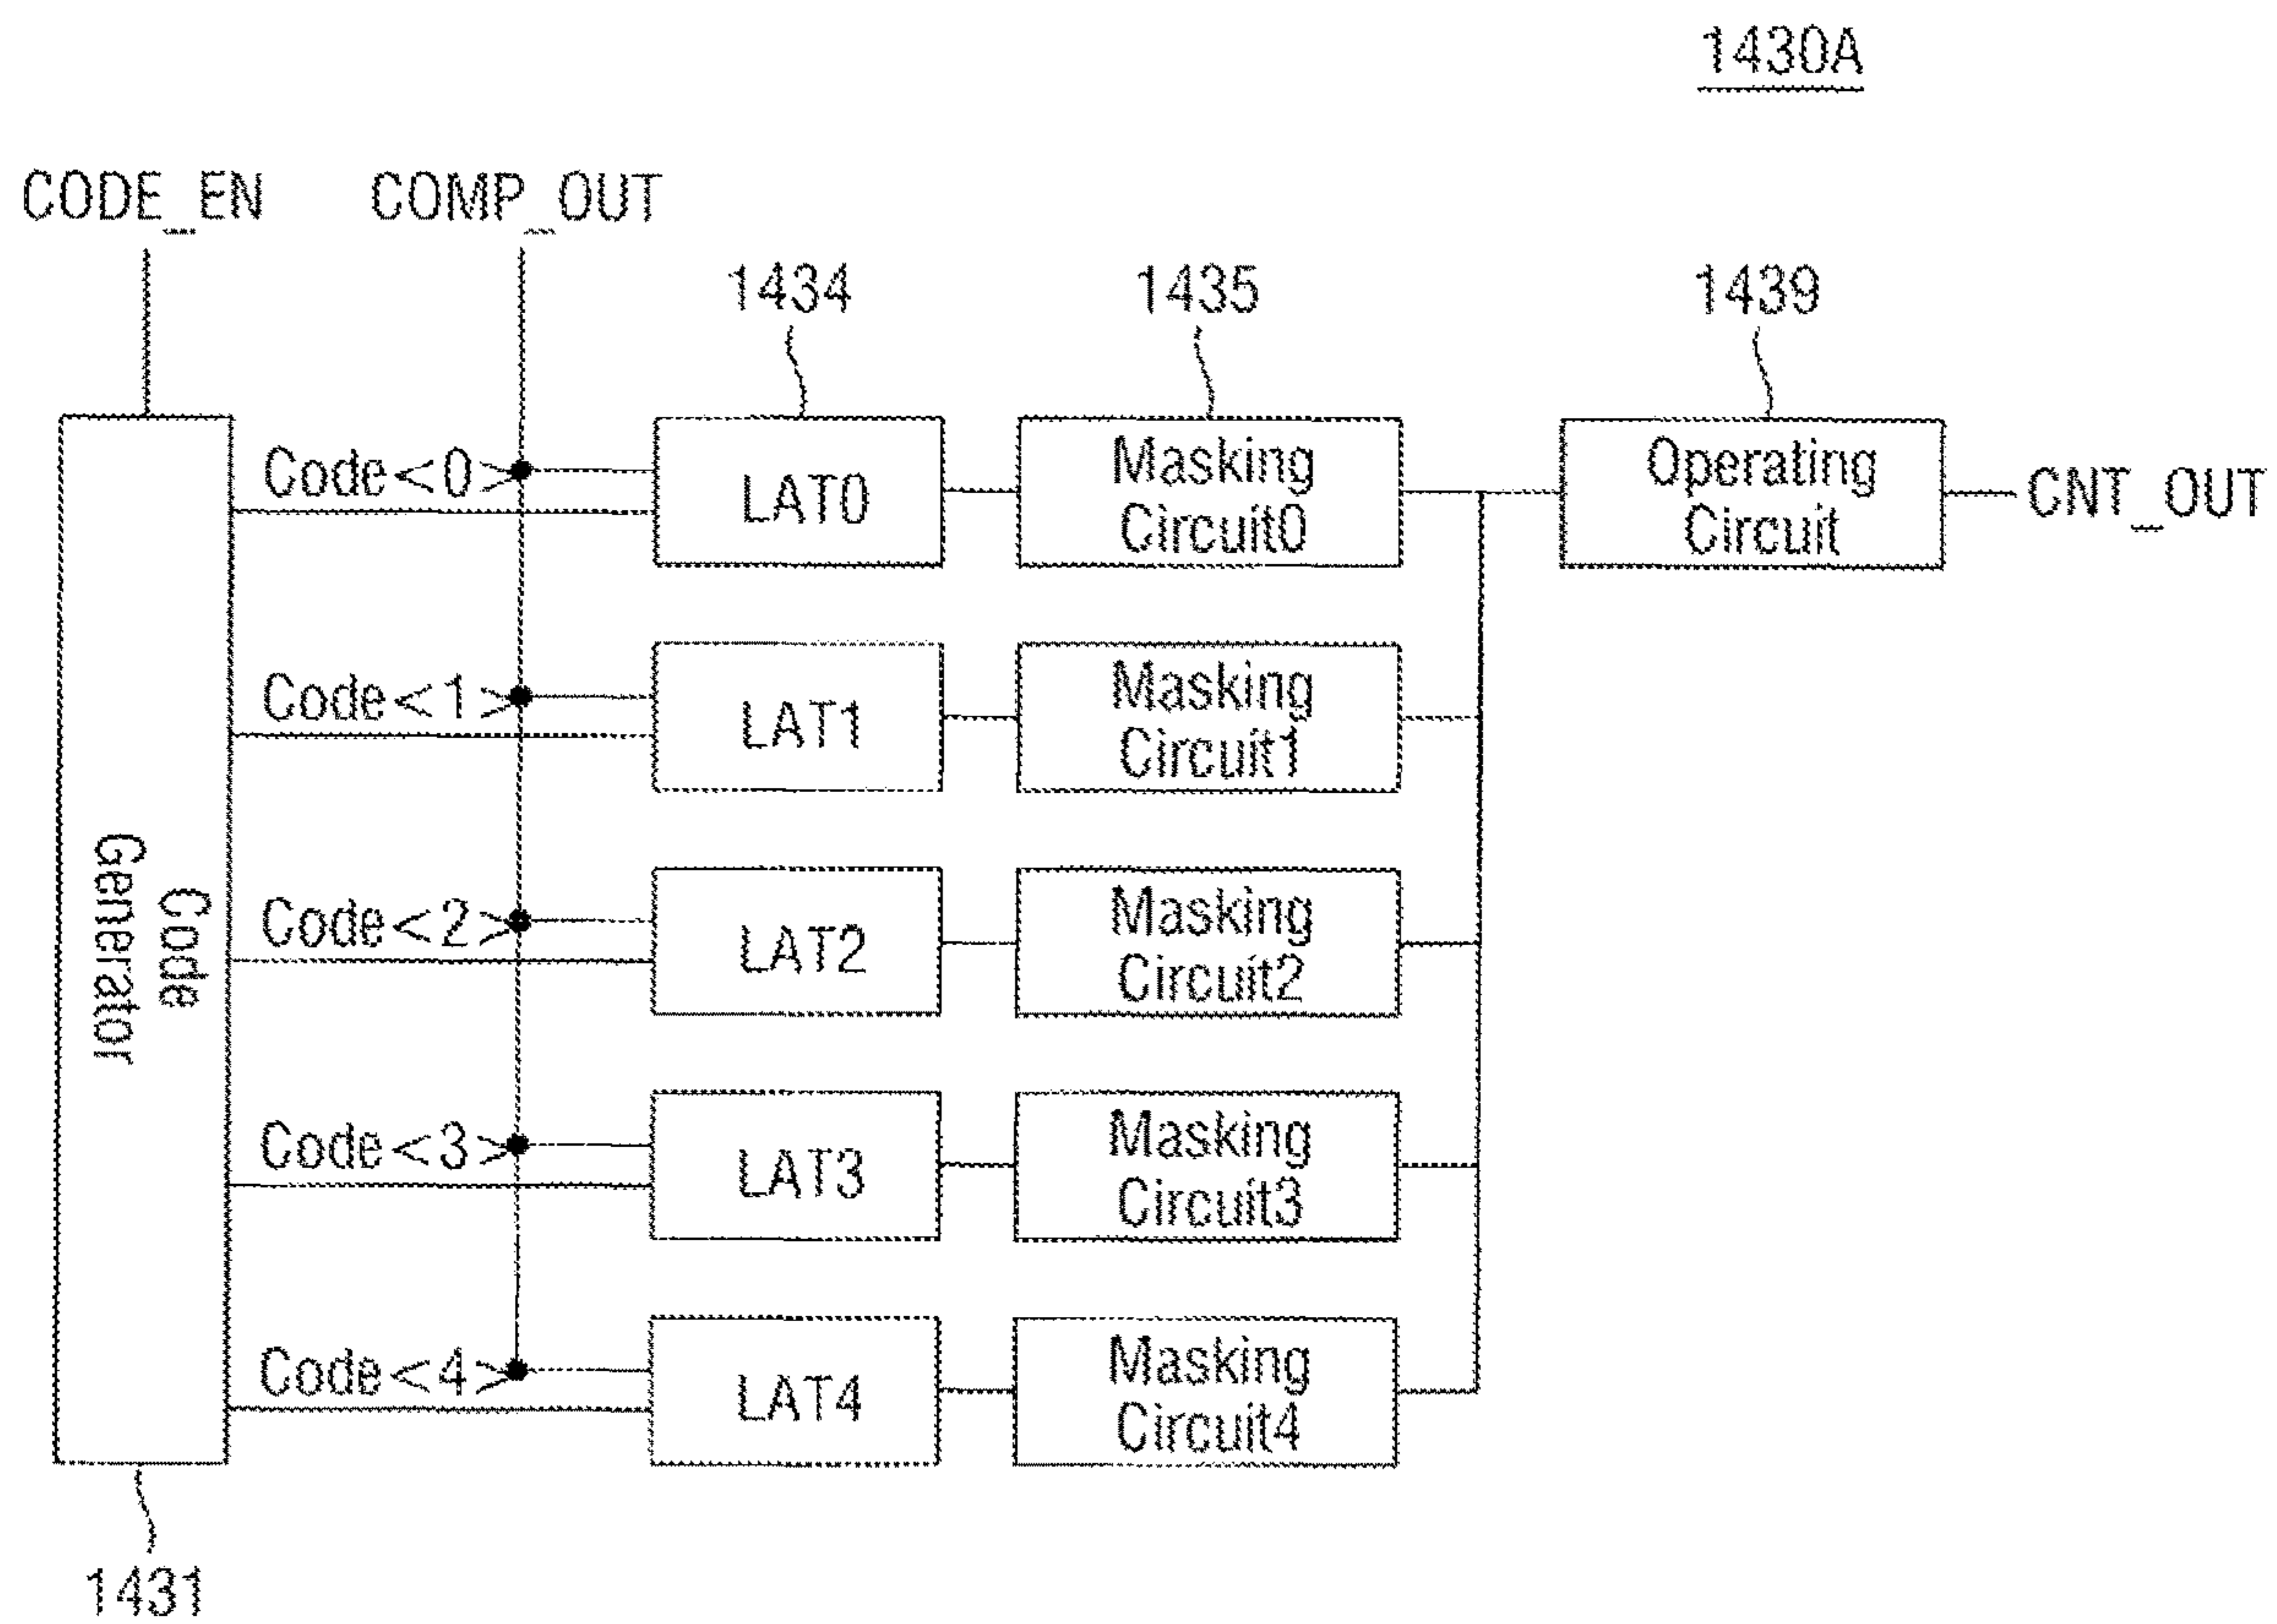 1430A
CODE_EN
COMP_OUT
1434
1435
1439
Code<0>
LAT0
Masking
Circuit0
Operating
Circuit
CNT_OUT
Code<1>
LAT1
Masking
Circuit1
Code
Generator
Code<2>
LAT2
Masking
Circuit2
Code<3>
LAT3
Masking
Circuit3
Code<4>
LAT4
Masking
Circuit4
1431